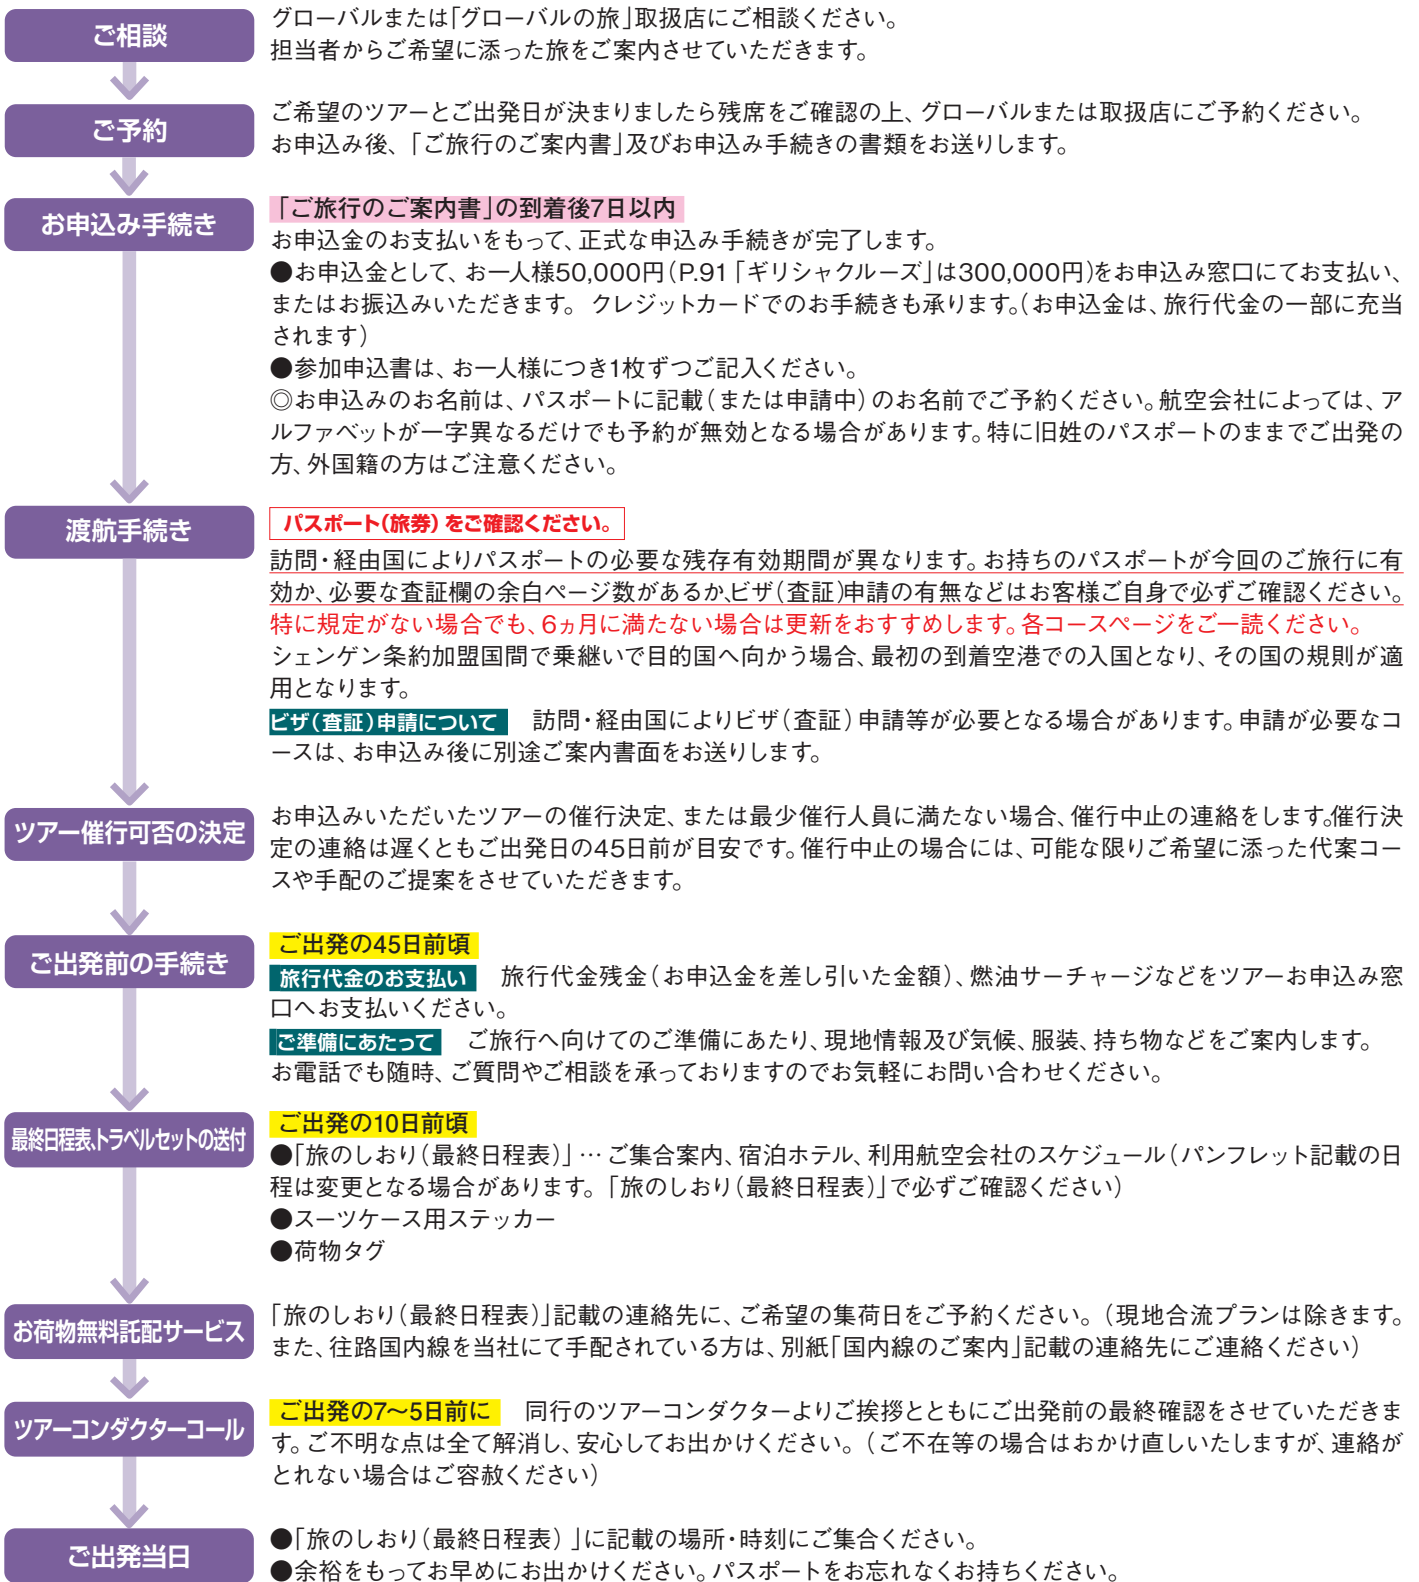 ご相談
グローバルまたは「グローバルの旅」取扱店にご相談ください。
担当者からご希望に添った旅をご案内させていただきます。
ご予約
ご希望のツアーとご出発日が決まりましたら残席をご確認の上、グローバルまたは取扱店にご予約ください。
お申込み後、「ご旅行のご案内書」及びお申込み手続きの書類をお送りします。
お申込み手続き
「ご旅行のご案内書」の到着後7日以内
お申込金のお支払いをもって、正式な申込み手続きが完了します。
●お申込金として、お一人様50,000円（P.91「ギリシャクルーズ」は300,000円）をお申込み窓口にてお支払い、
またはお振込みいただきます。 クレジットカードでのお手続きも承ります。（お申込金は、旅行代金の一部に充当
されます）
●参加申込書は、お一人様につき1枚ずつご記入ください。
◎お申込みのお名前は、パスポートに記載（または申請中）のお名前でご予約ください。航空会社によっては、ア
ルファベットが一字異なるだけでも予約が無効となる場合があります。特に旧姓のパスポートのままでご出発の
方、外国籍の方はご注意ください。
渡航手続き
パスポート（旅券）をご確認ください。
訪問・経由国によりパスポートの必要な残存有効期間が異なります。お持ちのパスポートが今回のご旅行に有
効か、必要な査証欄の余白ページ数があるか、ビザ（査証）申請の有無などはお客様ご自身で必ずご確認ください。
特に規定がない場合でも、6ヵ月に満たない場合は更新をおすすめします。各コースページをご一読ください。
シェンゲン条約加盟国間で乗継いで目的国へ向かう場合、最初の到着空港での入国となり、その国の規則が適
用となります。
ビザ（査証）申請について 訪問・経由国によりビザ（査証）申請等が必要となる場合があります。申請が必要なコ
ースは、お申込み後に別途ご案内書面をお送りします。
ツアー催行可否の決定
お申込みいただいたツアーの催行決定、または最少催行人員に満たない場合、催行中止の連絡をします。催行決
定の連絡は遅くともご出発日の45日前が目安です。催行中止の場合には、可能な限りご希望に添った代案コー
スや手配のご提案をさせていただきます。
ご出発前の手続き
ご出発の45日前頃
旅行代金のお支払い 旅行代金残金（お申込金を差し引いた金額）、燃油サーチャージなどをツアーお申込み窓
口へお支払いください。
ご準備にあたって ご旅行へ向けてのご準備にあたり、現地情報及び気候、服装、持ち物などをご案内します。
お電話でも随時、ご質問やご相談を承っておりますのでお気軽にお問い合わせください。
最終日程表、トラベルセットの送付
ご出発の10日前頃
●「旅のしおり（最終日程表）」… ご集合案内、宿泊ホテル、利用航空会社のスケジュール（パンフレット記載の日
程は変更となる場合があります。「旅のしおり（最終日程表）」で必ずご確認ください）
●スーツケース用ステッカー
●荷物タグ
お荷物無料託配サービス
「旅のしおり（最終日程表）」記載の連絡先に、ご希望の集荷日をご予約ください。（現地合流プランは除きます。
また、往路国内線を当社にて手配されている方は、別紙「国内線のご案内」記載の連絡先にご連絡ください）
ツアーコンダクターコール
ご出発の7〜5日前に 同行のツアーコンダクターよりご挨拶とともにご出発前の最終確認をさせていただきま
す。ご不明な点は全て解消し、安心してお出かけください。（ご不在等の場合はおかけ直しいたしますが、連絡が
とれない場合はご容赦ください）
ご出発当日
●「旅のしおり（最終日程表）」に記載の場所・時刻にご集合ください。
●余裕をもってお早めにお出かけください。パスポートをお忘れなくお持ちください。